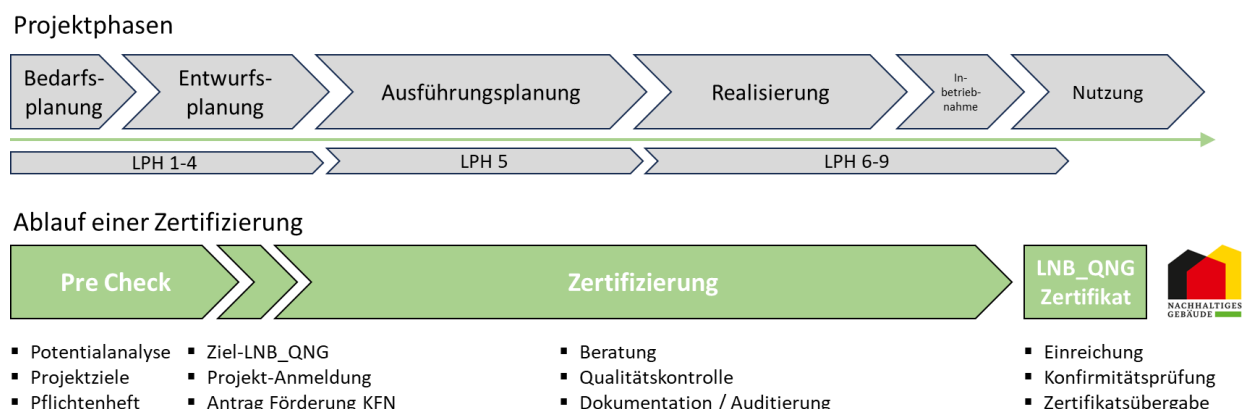 Projektphasen
Bedarfs-
planung
Entwurfs-
planung
Ausführungsplanung
Realisierung
In-
betrieb-
nahme
Nutzung
LPH 1-4
LPH 5
LPH 6-9
Ablauf einer Zertifizierung
Pre Check
Zertifizierung
LNB_QNG
Zertifikat
NACHHALTIGES
GEBÄUDE
▪ Potentialanalyse
▪ Projektziele
▪ Pflichtenheft
▪ Ziel-LNB_QNG
▪ Projekt-Anmeldung
▪ Antrag Förderung KFN
▪ Beratung
▪ Qualitätskontrolle
▪ Dokumentation / Auditierung
▪ Einreichung
▪ Konfirmitätsprüfung
▪ Zertifikatsübergabe